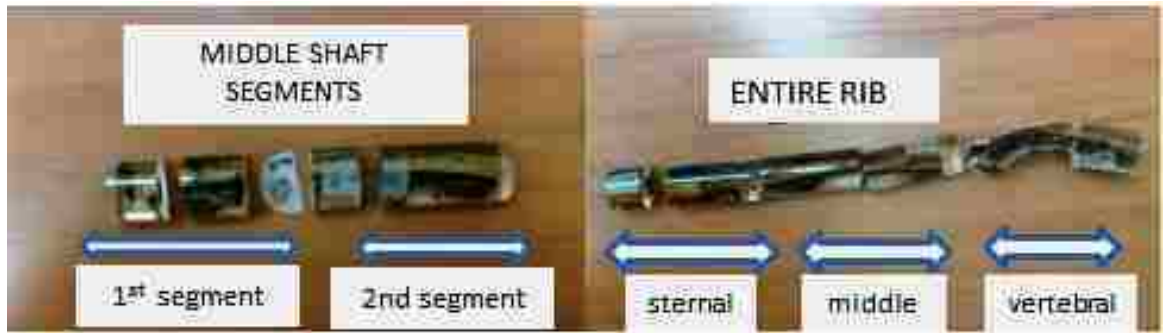 MIDDLE SHAFT
SEGMENTS
ENTIRE RIB
1st segment
2nd segment
sternal
middle
vertebral